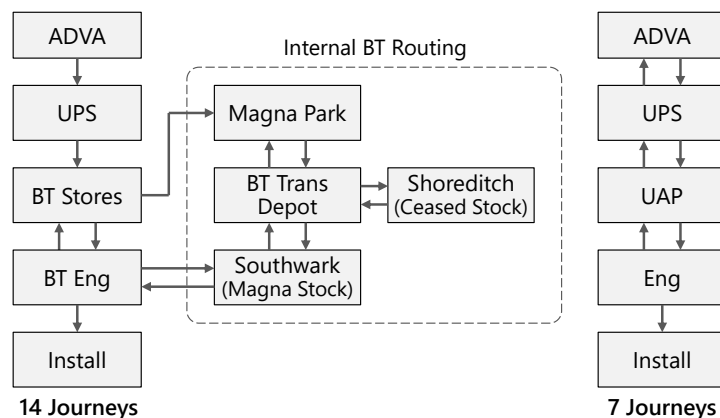 ADVA
UPS
BT Stores
BT Eng
Install
14 Journeys
Internal BT Routing
Magna Park
BT Trans
Depot
Shoreditch
(Ceased Stock)
Southwark
(Magna Stock)
ADVA
UPS
UAP
Eng
Install
7 Journeys